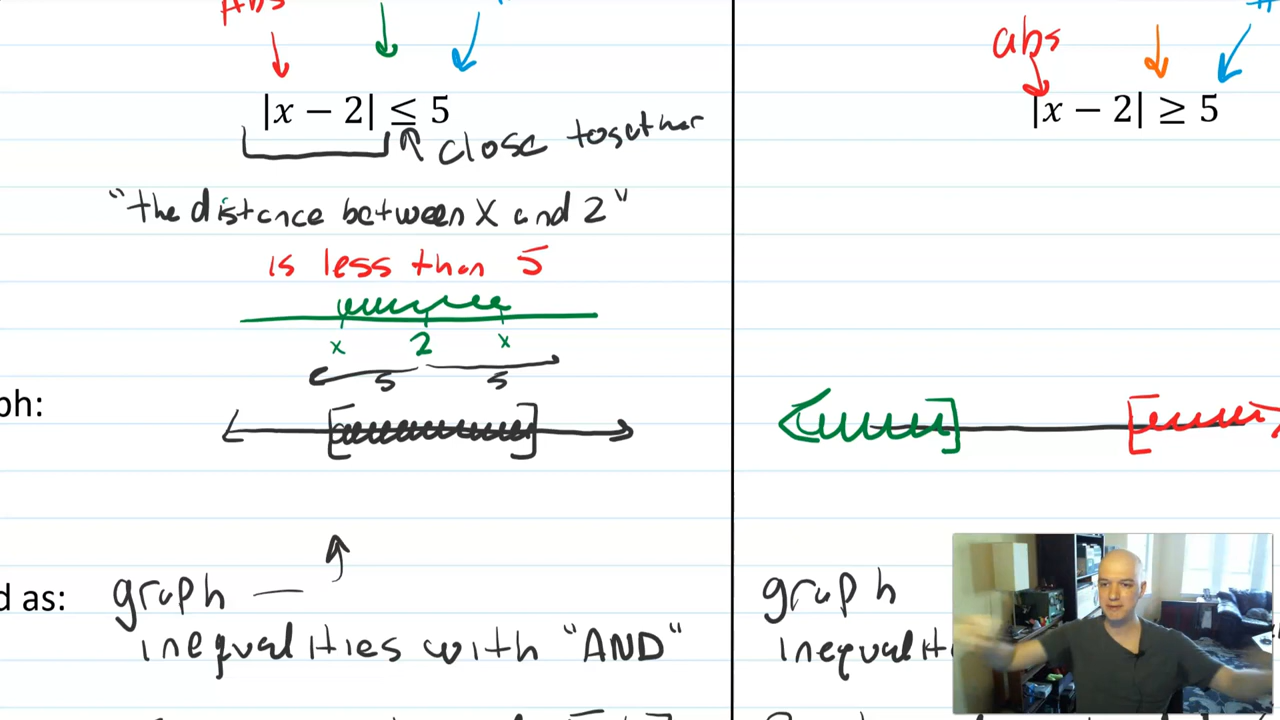 Abs
|x − 2| ≤ 5
close together
"the distance between x and 2"
is less than 5
x 2 x
5 5
ph:
[ ]
d as:
graph —
inequalities with "AND"
abs
|x − 2| ≥ 5
] [
graph